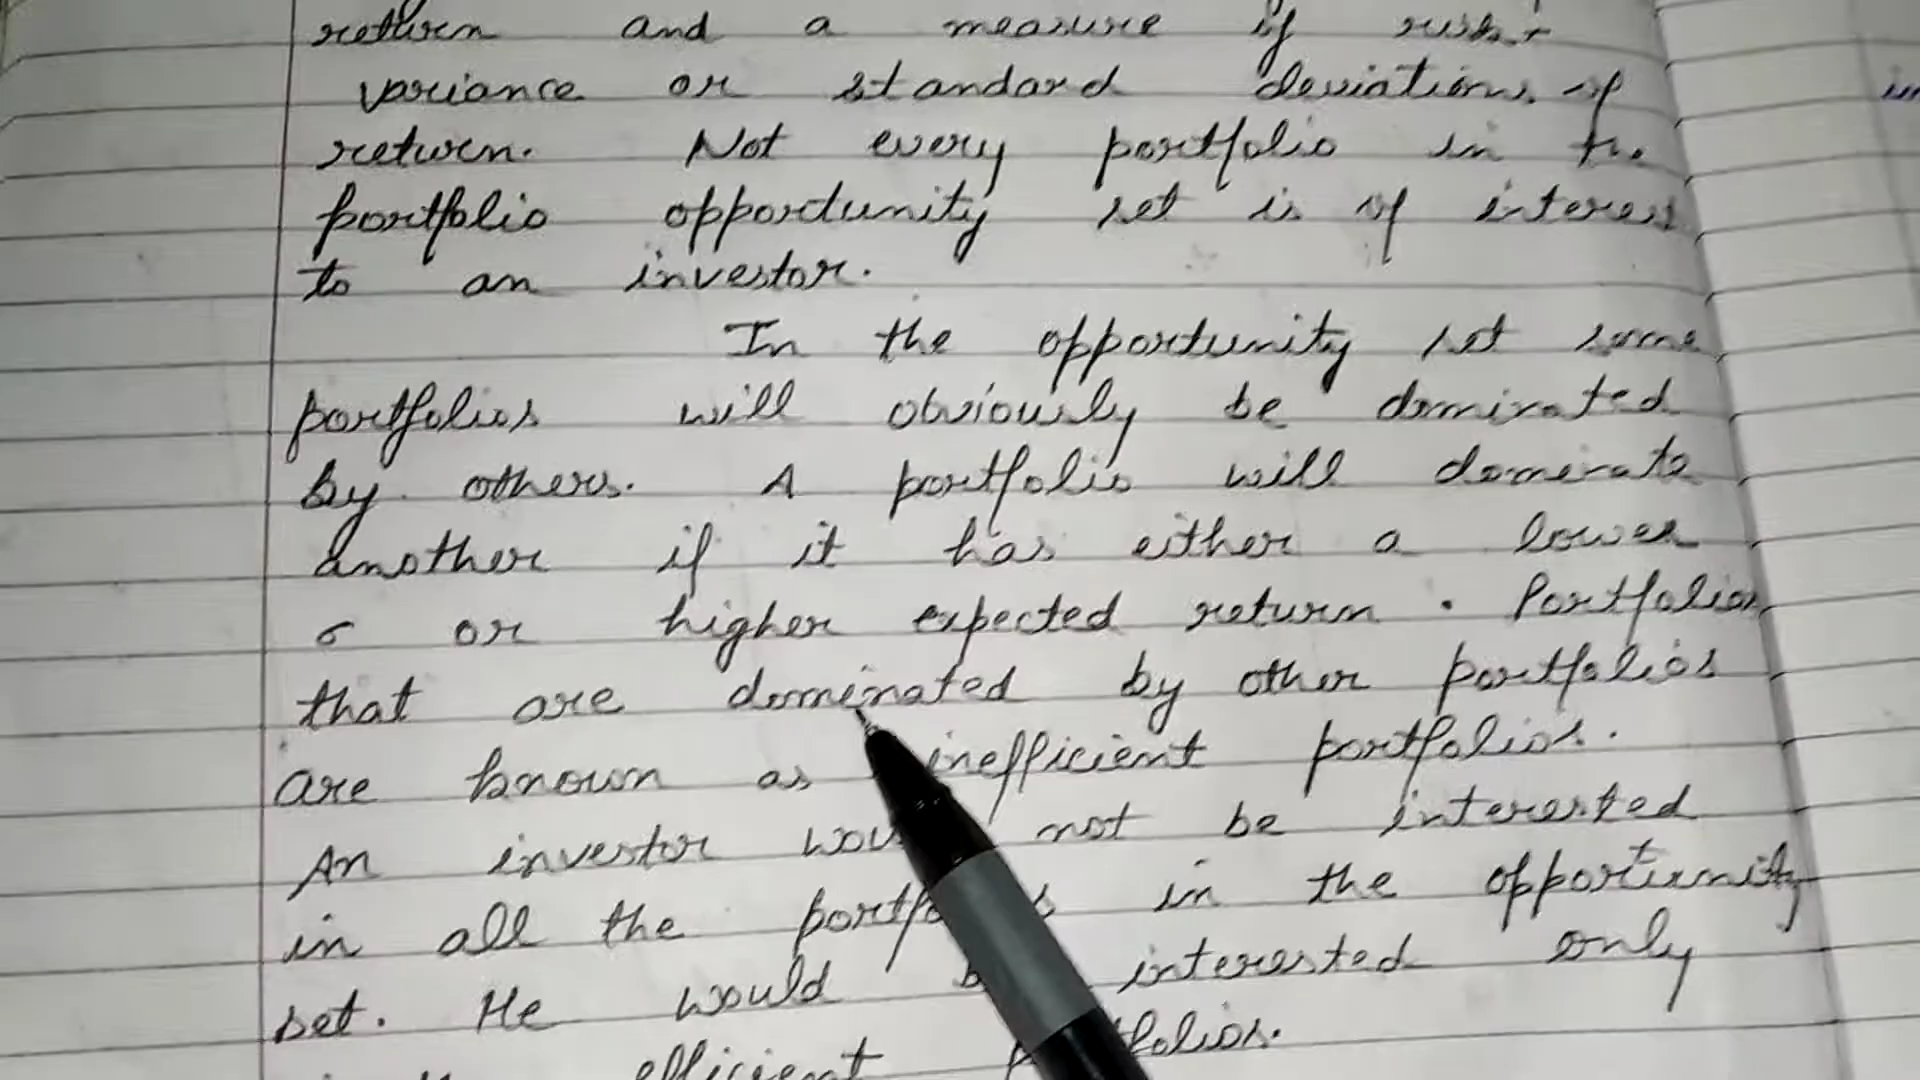 return and a measure of
variance or standard deviations of
return. Not every portfolio in the
portfolio opportunity set is of interest
to an investor.
In the opportunity set some
portfolios will obviously be dominated
by others. A portfolio will dominate
another if it has either a lower
σ or higher expected return. Portfolios
that are dominated by other portfolios
are known as inefficient portfolios.
An investor not be interested
in all the in the opportunity
set. He would interested only
efficient